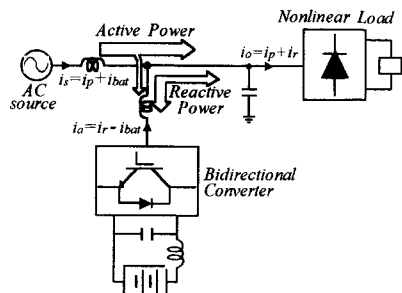 Active Power
Nonlinear Load
AC
source
is=ip+ibat
io=ip+ir
Reactive
Power
ia=ir-ibat
Bidirectional
Converter